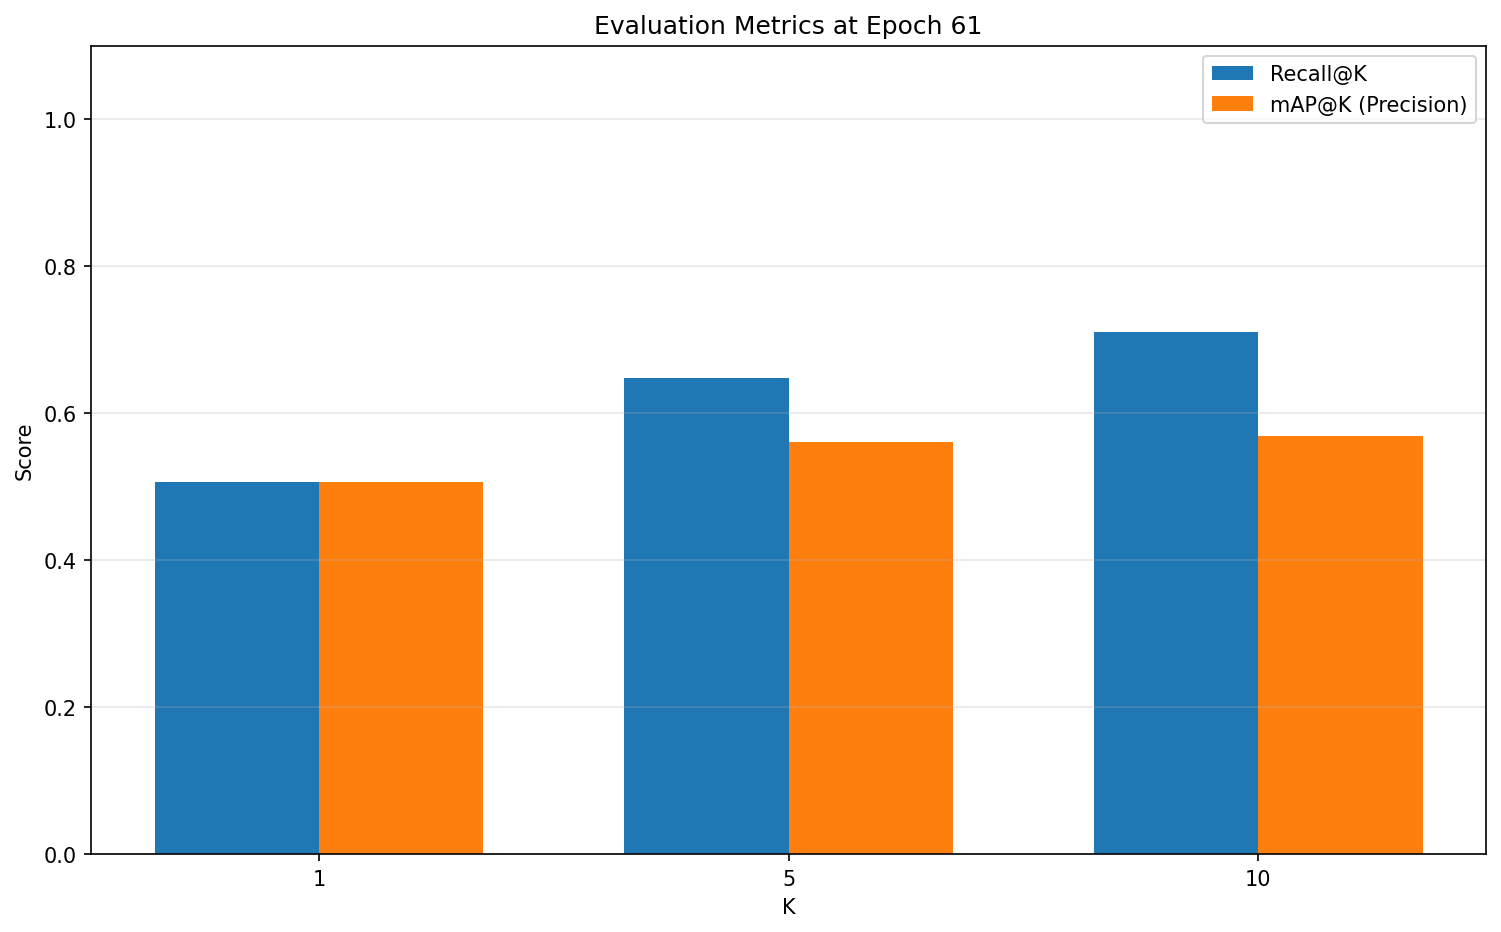 Evaluation Metrics at Epoch 61
Recall@K
mAP@K (Precision)
1.0
0.8
0.6
0.4
0.2
0.0
Score
1
5
10
K